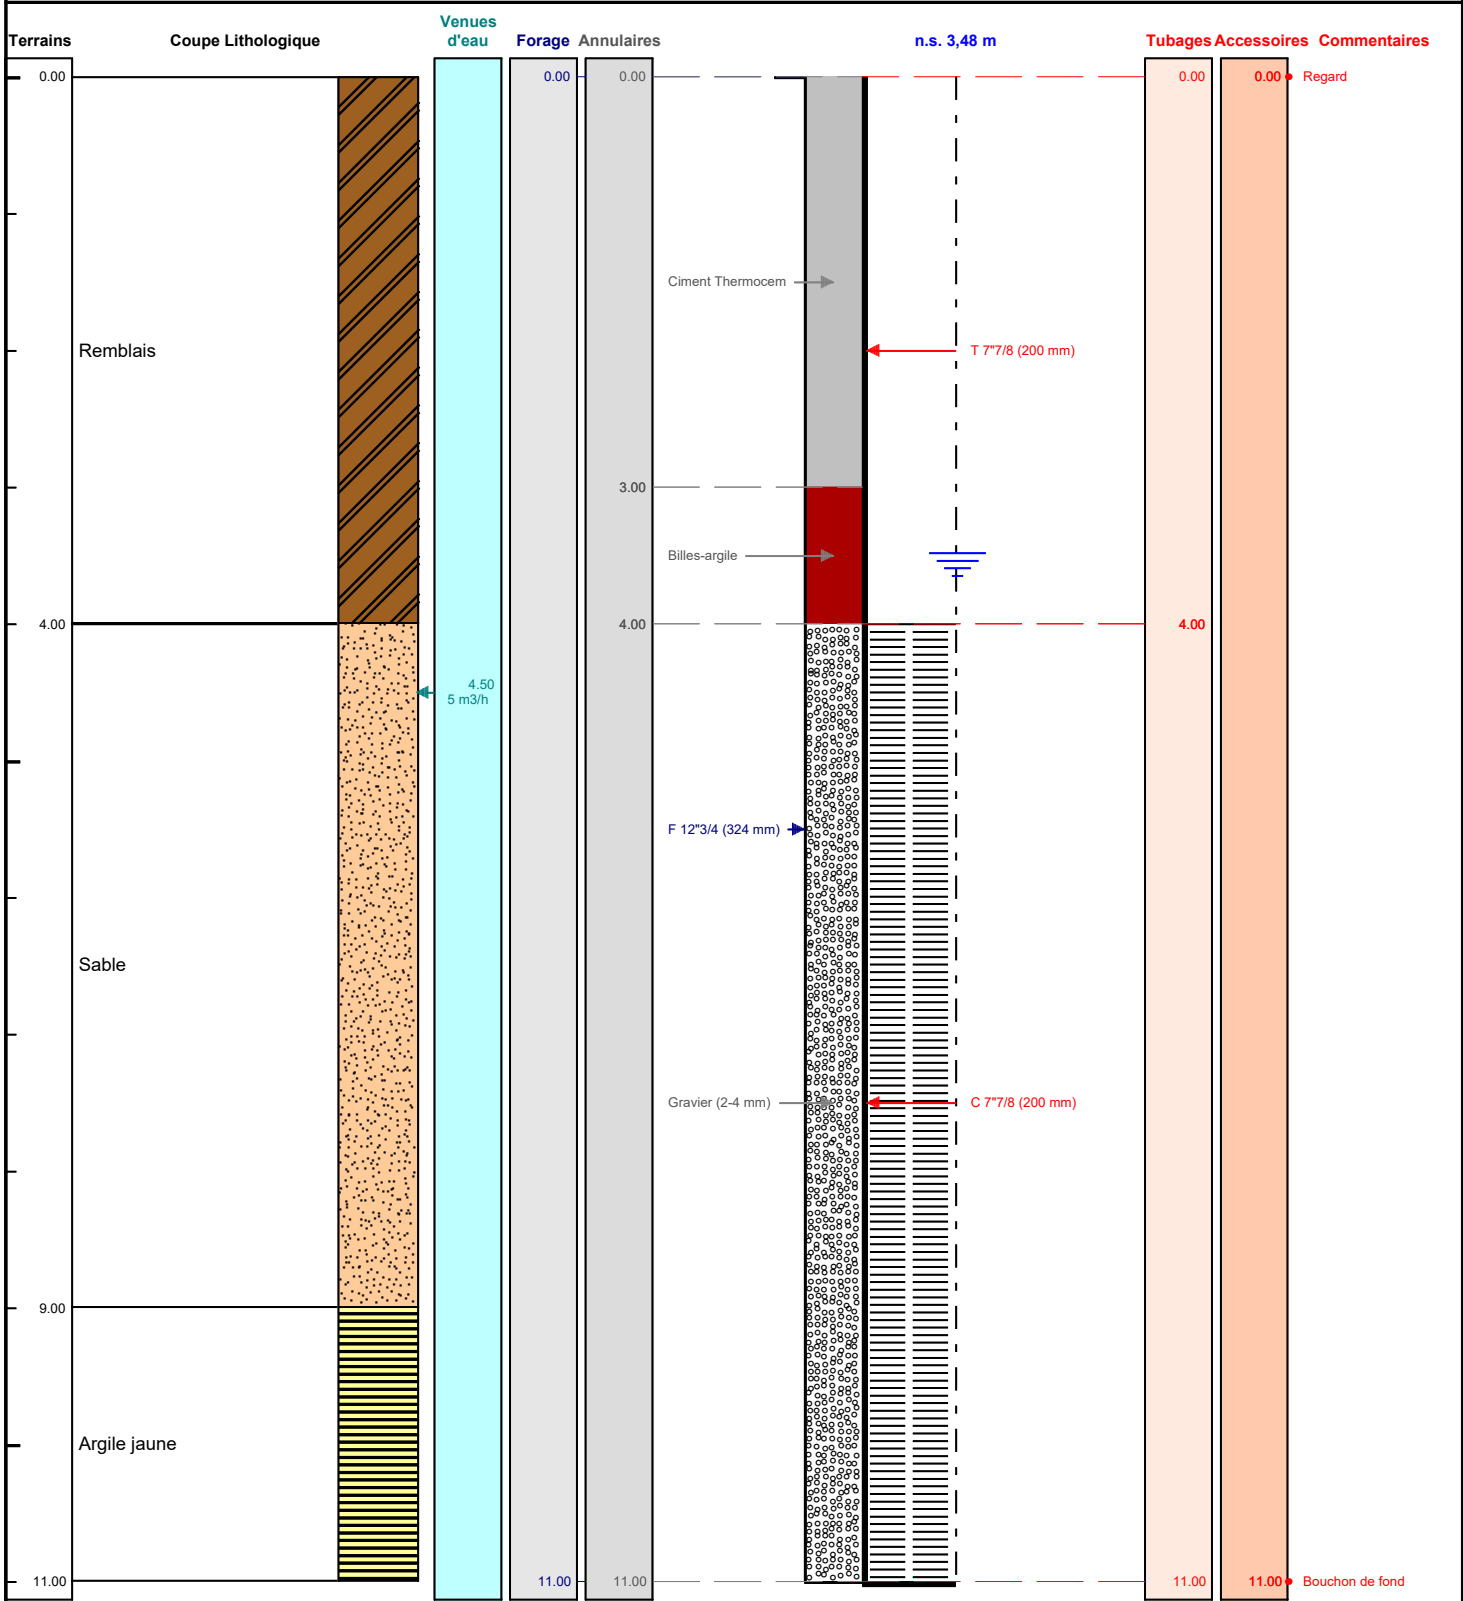 Terrains Coupe Lithologique Venues d'eau Forage Annulaires n.s. 3,48 m Tubages Accessoires Commentaires
0.00 0.00 0.00 0.00 0.00 Regard
Ciment Thermocem
Remblais T 7"7/8 (200 mm)
3.00
Billes-argile
4.00 4.00 4.00
4.50
5 m3/h
F 12"3/4 (324 mm)
Sable
Gravier (2-4 mm) C 7"7/8 (200 mm)
9.00
Argile jaune
11.00 11.00 11.00 11.00 11.00 Bouchon de fond